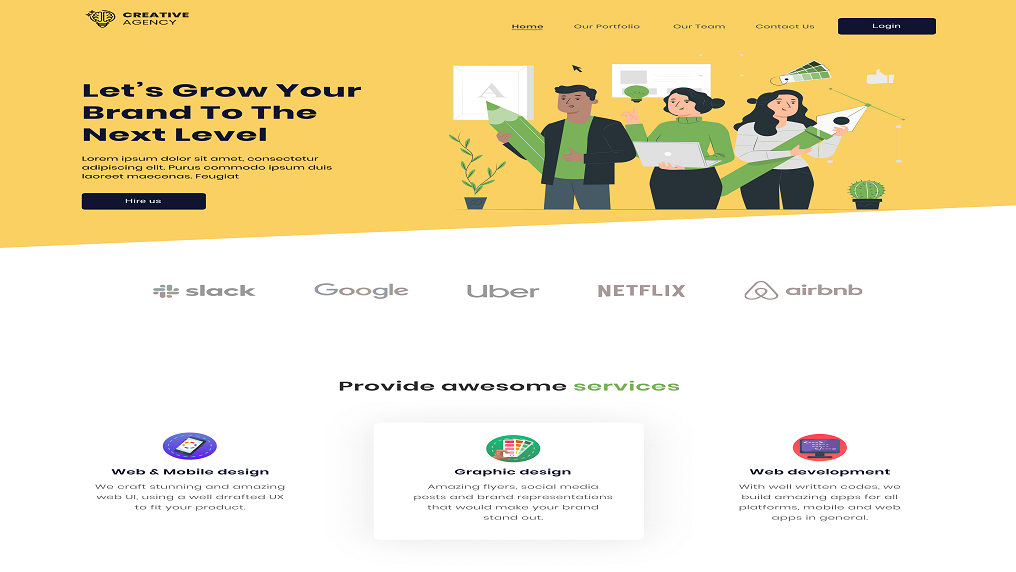 CREATIVE
AGENCY
Home Our Portfolio Our Team Contact Us Login
Let's Grow Your
Brand To The
Next Level
Lorem ipsum dolor sit amet, consectetur
adipiscing elit. Purus commodo ipsum duis
laoreet maecenas. Feugiat
Hire us
A
slack Google Uber NETFLIX airbnb
Provide awesome services
Web & Mobile design
We craft stunning and amazing
web UI, using a well drrafted UX
to fit your product.
Graphic design
Amazing flyers, social media
posts and brand representations
that would make your brand
stand out.
Web development
With well written codes, we
build amazing apps for all
platforms, mobile and web
apps in general.